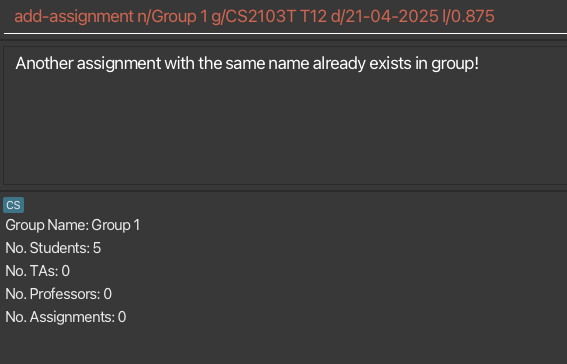 add-assignment n/Group 1 g/CS2103T T12 d/21-04-2025 l/0.875
Another assignment with the same name already exists in group!
CS
Group Name: Group 1
No. Students: 5
No. TAs: 0
No. Professors: 0
No. Assignments: 0